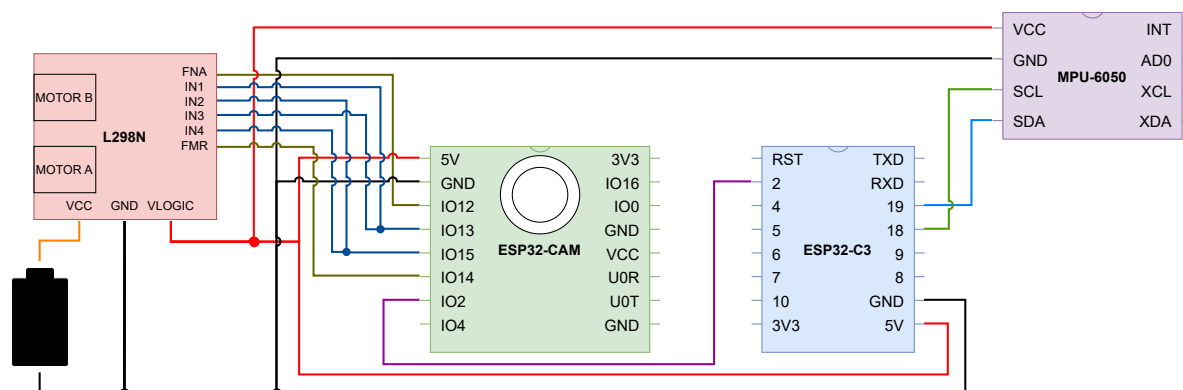 FNA
IN1
MOTOR B
IN2
IN3
L298N
IN4
FMR
MOTOR A
VCC GND VLOGIC
5V 3V3
GND IO16
IO12 IO0
IO13 GND
ESP32-CAM
IO15 VCC
IO14 U0R
IO2 U0T
IO4 GND
RST TXD
2 RXD
4 19
5 18
ESP32-C3
6 9
7 8
10 GND
3V3 5V
VCC INT
GND AD0
MPU-6050
SCL XCL
SDA XDA